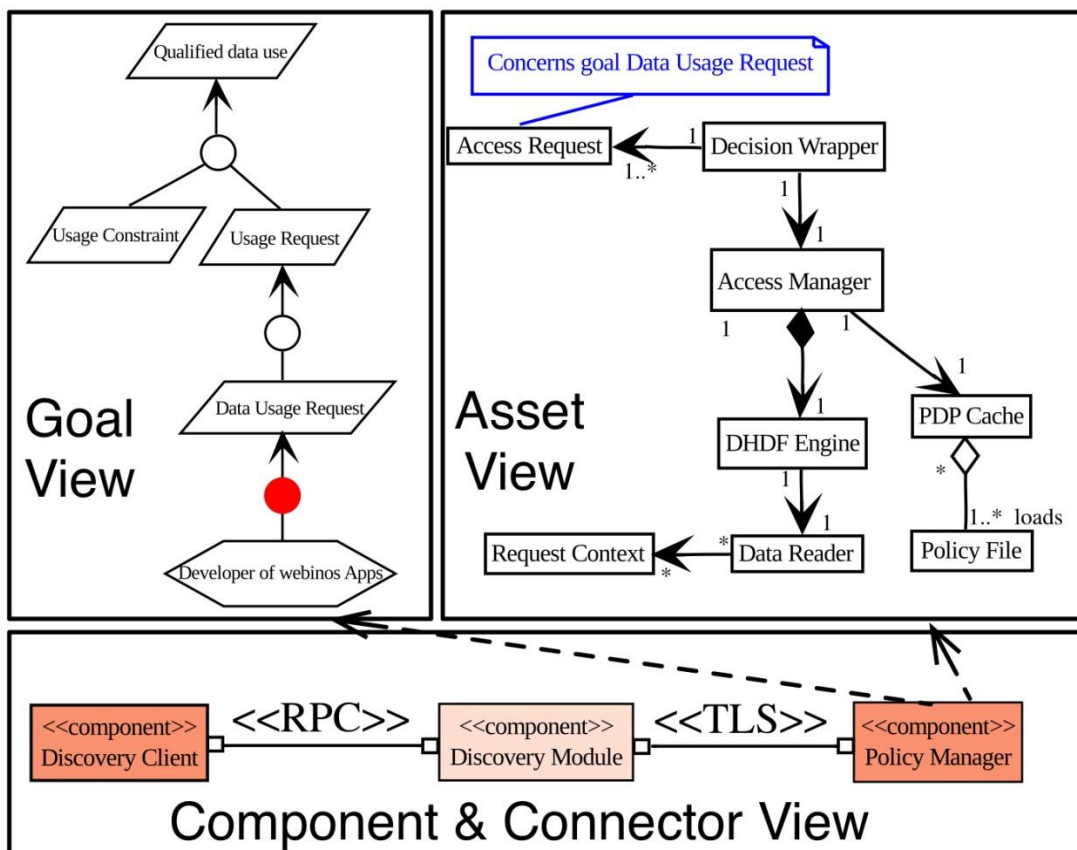 Qualified data use
Usage Constraint
Usage Request
Data Usage Request
Developer of webinos Apps
Goal
View
Concerns goal Data Usage Request
Access Request
1
1..*
Decision Wrapper
1
1
Access Manager
1
1
1
1
DHDF Engine
PDP Cache
*
1..* loads
Policy File
1
1
Data Reader
*
*
Request Context
Asset
View
<<component>>
Discovery Client
<<RPC>>
<<component>>
Discovery Module
<<TLS>>
<<component>>
Policy Manager
Component & Connector View